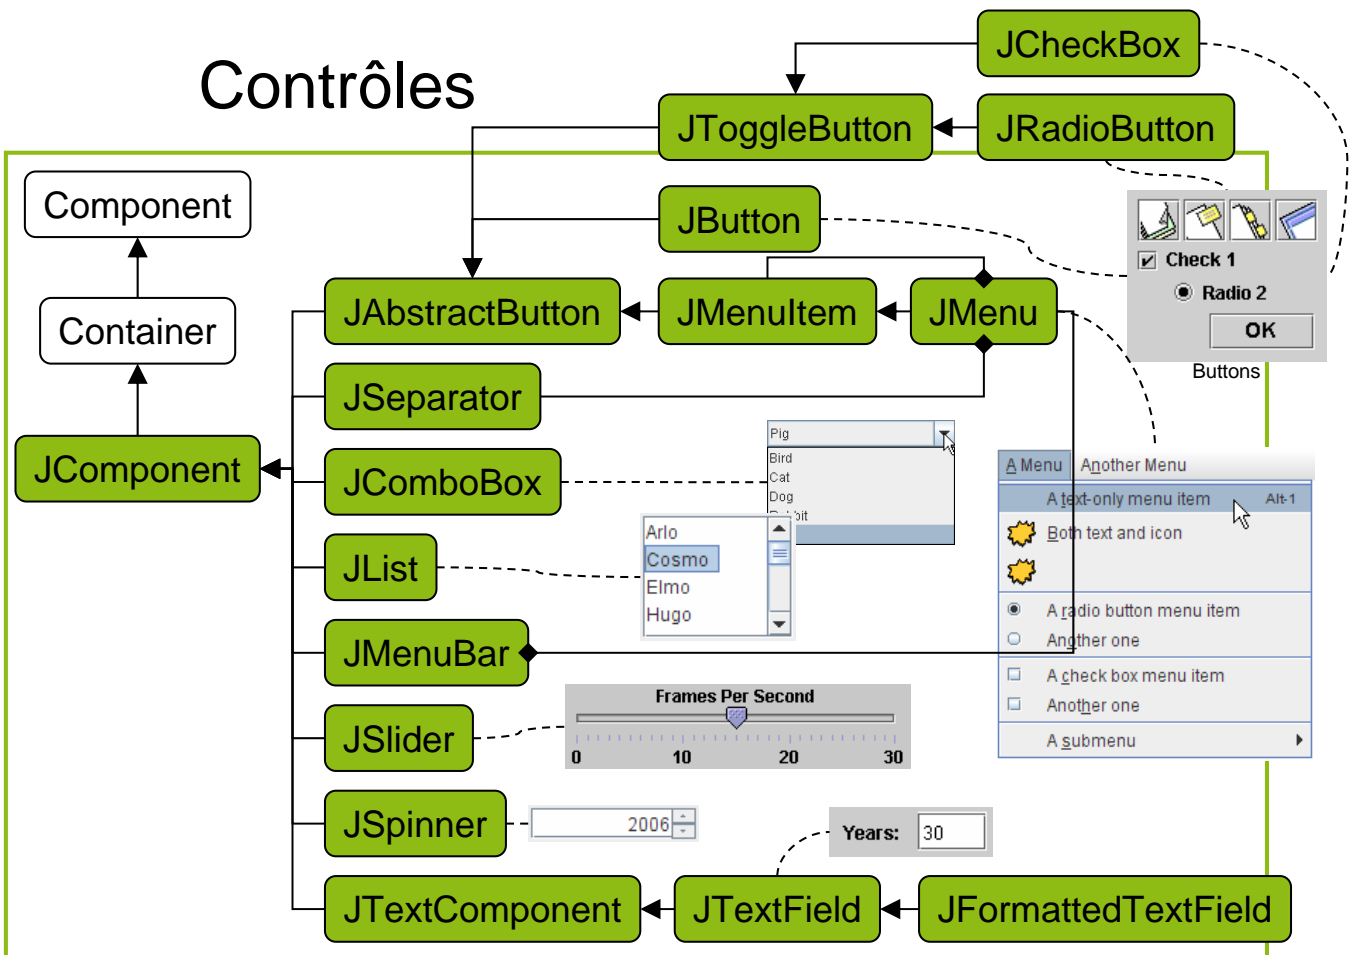 Contrôles
JCheckBox
JToggleButton
JRadioButton
Component
JButton
Check 1
Radio 2
OK
Buttons
Container
JAbstractButton
JMenuItem
JMenu
JSeparator
JComponent
JComboBox
Pig
Bird
Cat
Dog
A Menu Another Menu
A text-only menu item Alt-1
Both text and icon
A radio button menu item
Another one
A check box menu item
Another one
A submenu
JList
Arlo
Cosmo
Elmo
Hugo
JMenuBar
JSlider
Frames Per Second
0 10 20 30
JSpinner
2006
Years: 30
JTextComponent
JTextField
JFormattedTextField